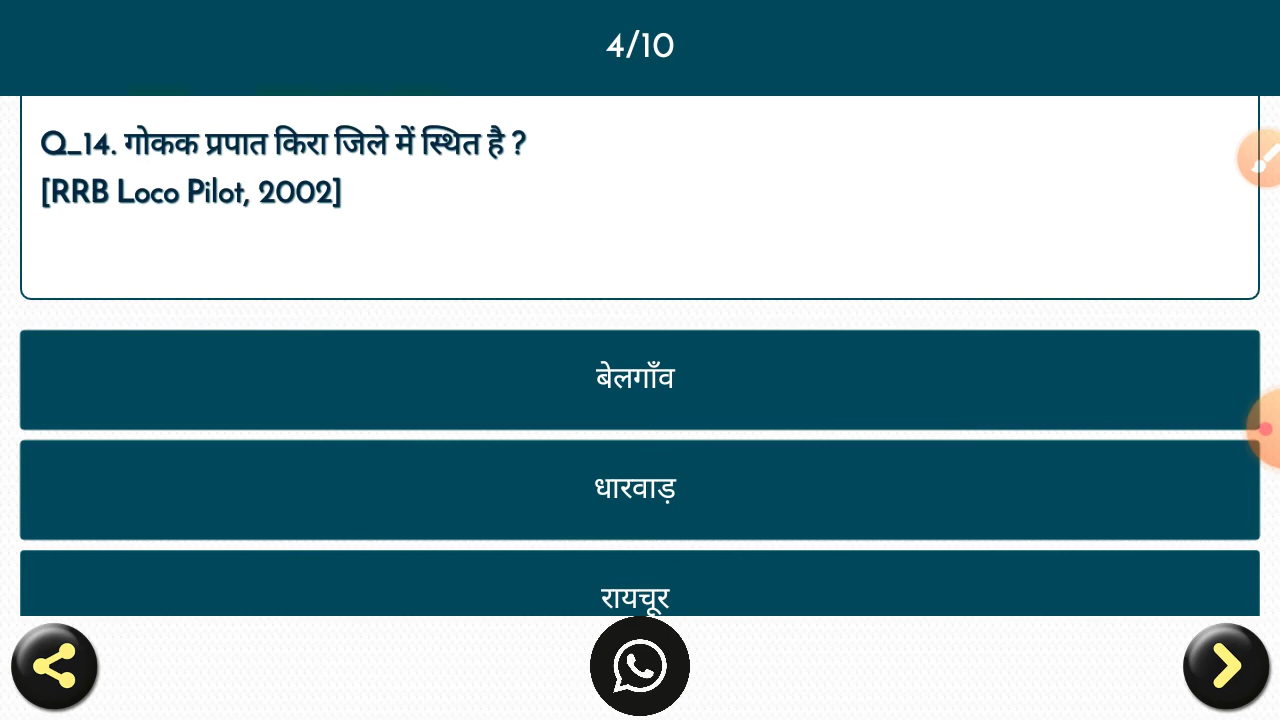 4/10
Q_14. गोकक प्रपात किरा जिले में स्थित है ?
[RRB Loco Pilot, 2002]
बेलगाँव
धारवाड़
रायचूर